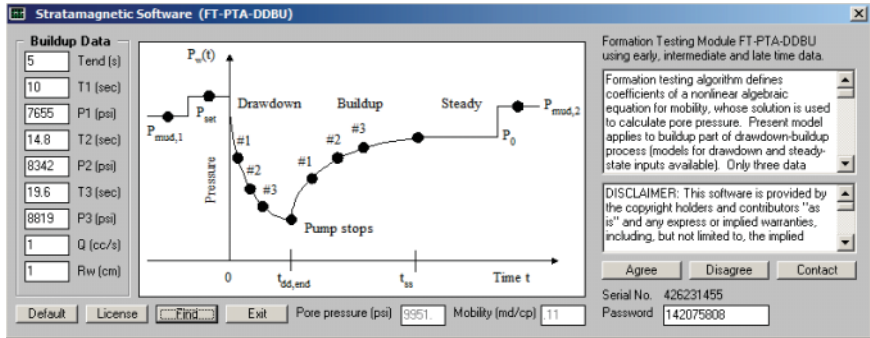 Stratamagnetic Software (FT-PTA-DDBU)
Buildup Data
5 Tend (s)
10 T1 (sec)
7655 P1 (psi)
14.8 T2 (sec)
8342 P2 (psi)
19.6 T3 (sec)
8819 P3 (psi)
1 Q (cc/s)
1 Rw (cm)
Pw(t)
Drawdown Buildup Steady
Pmud,1
Pset
Pmud,2
P0
#1
#2
#3
#1
#2
#3
Pressure
Pump stops
0 tdd,end tss Time t
Formation Testing Module FT-PTA-DDBU
using early, intermediate and late time data.
Formation testing algorithm defines
coefficients of a nonlinear algebraic
equation for mobility, whose solution is used
to calculate pore pressure. Present model
applies to buildup part of drawdown-buildup
process (models for drawdown and steady-
state inputs available). Only three data
DISCLAIMER: This software is provided by
the copyright holders and contributors "as
is" and any express or implied warranties,
including, but not limited to, the implied
Agree Disagree Contact
Serial No. 426231455
Password 142075808
Default License Find Exit Pore pressure (psi) 9951. Mobility (md/cp) .11